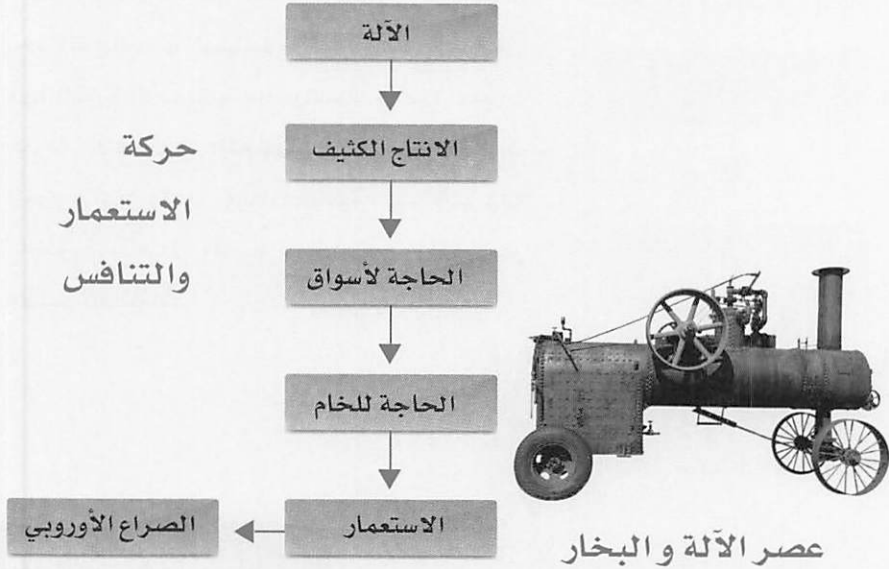 الآلة
الانتاج الكثيف
حركة
الاستعمار
والتنافس
الحاجة لأسواق
الحاجة للخام
الاستعمار
الصراع الأوروبي
عصر الآلة و البخار